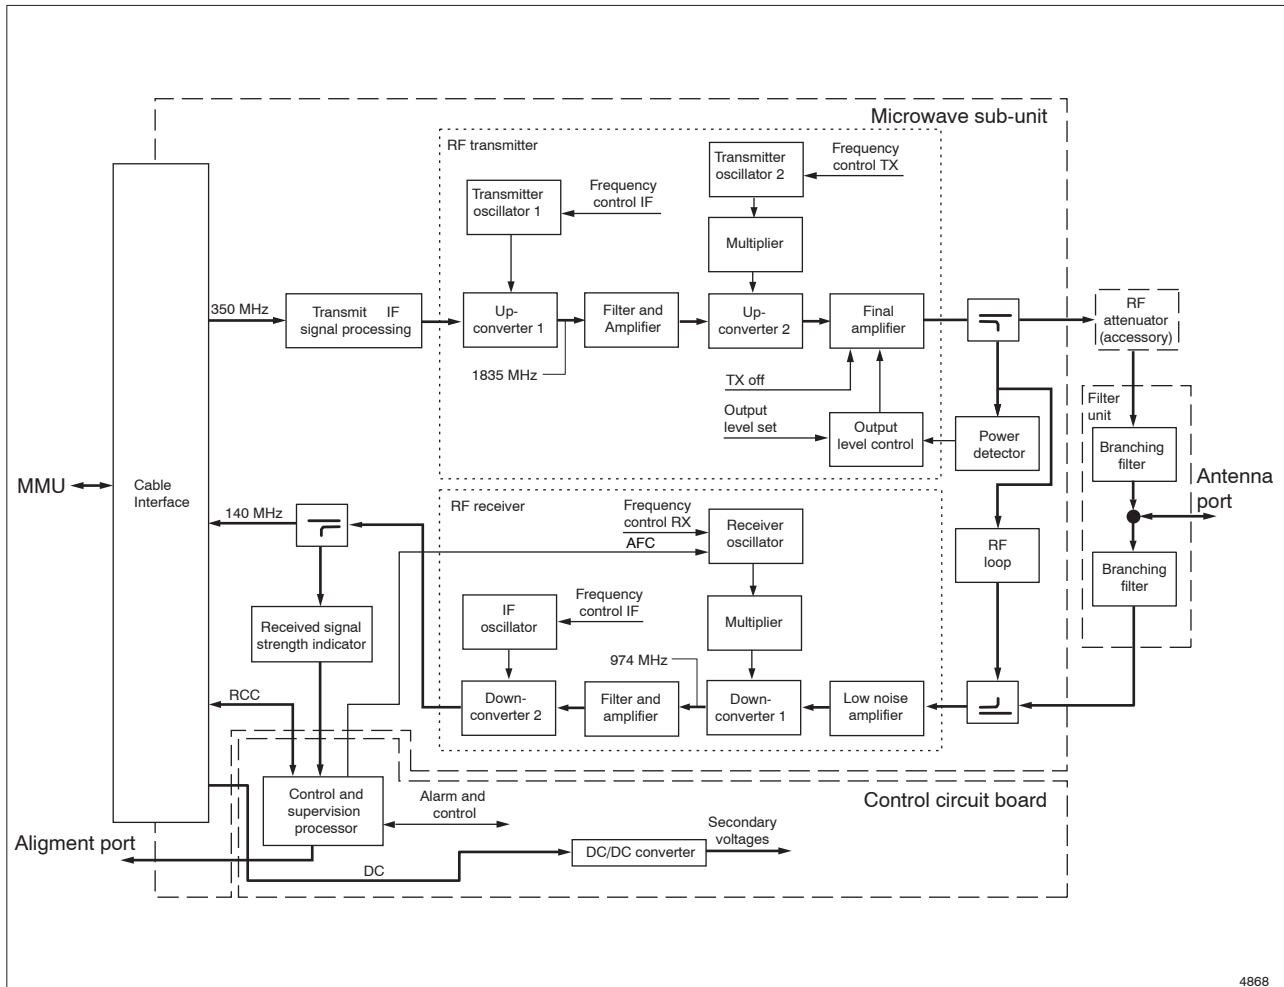 Microwave sub-unit
RF transmitter
Transmitter
oscillator 1
Frequency
control IF
Transmitter
oscillator 2
Frequency
control TX
Multiplier
350 MHz
Transmit IF
signal processing
Up-
converter 1
Filter and
Amplifier
Up-
converter 2
Final
amplifier
RF
attenuator
(accessory)
1835 MHz
TX off
Output
level set
Output
level control
Power
detector
Filter
unit
Branching
filter
MMU
Cable
Interface
Antenna
port
140 MHz
RF receiver
Frequency
control RX
AFC
Receiver
oscillator
RF
loop
Branching
filter
Received signal
strength indicator
IF
oscillator
Frequency
control IF
Multiplier
974 MHz
RCC
Down-
converter 2
Filter and
amplifier
Down-
converter 1
Low noise
amplifier
Control and
supervision
processor
Alarm and
control
Control circuit board
Aligment port
DC
DC/DC converter
Secondary
voltages
4868